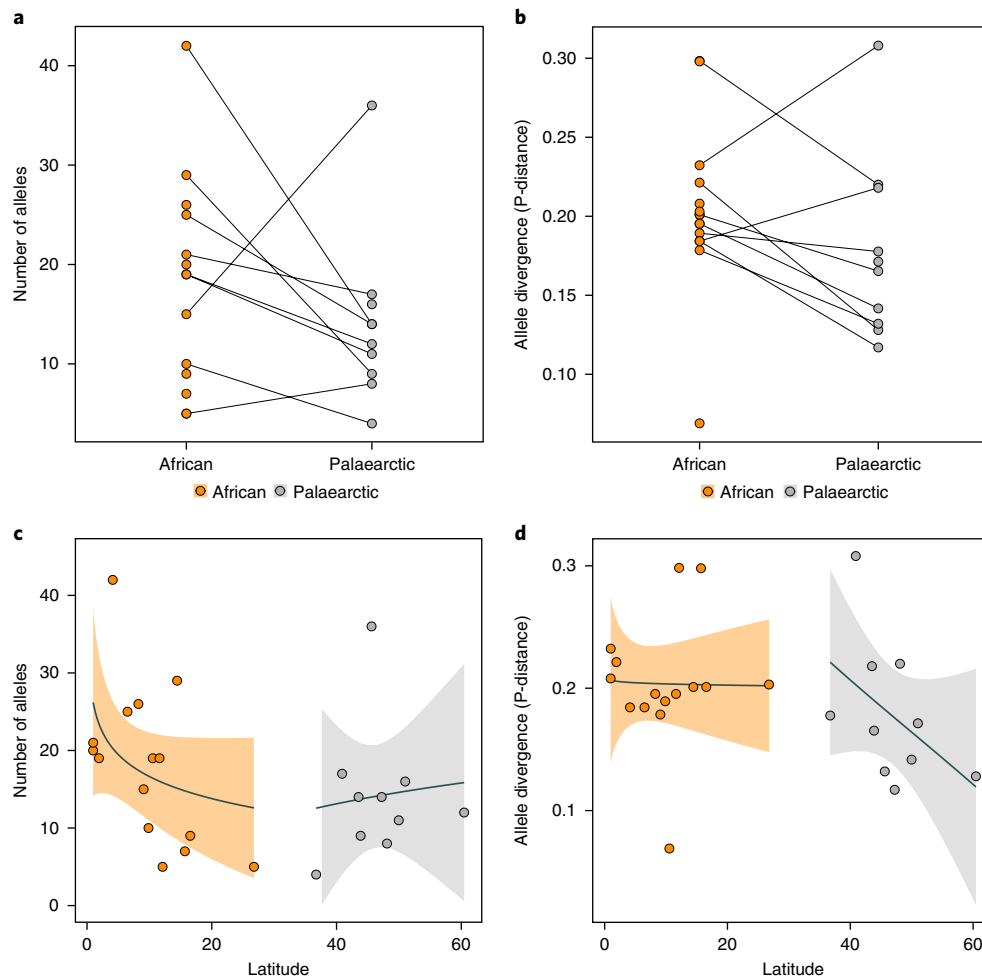 a
Number of alleles
40
30
20
10
African
Palaearctic
African
Palaearctic
b
Allele divergence (P-distance)
0.30
0.25
0.20
0.15
0.10
African
Palaearctic
African
Palaearctic
c
Number of alleles
40
30
20
10
0
0
20
40
60
Latitude
d
Allele divergence (P-distance)
0.3
0.2
0.1
0
20
40
60
Latitude